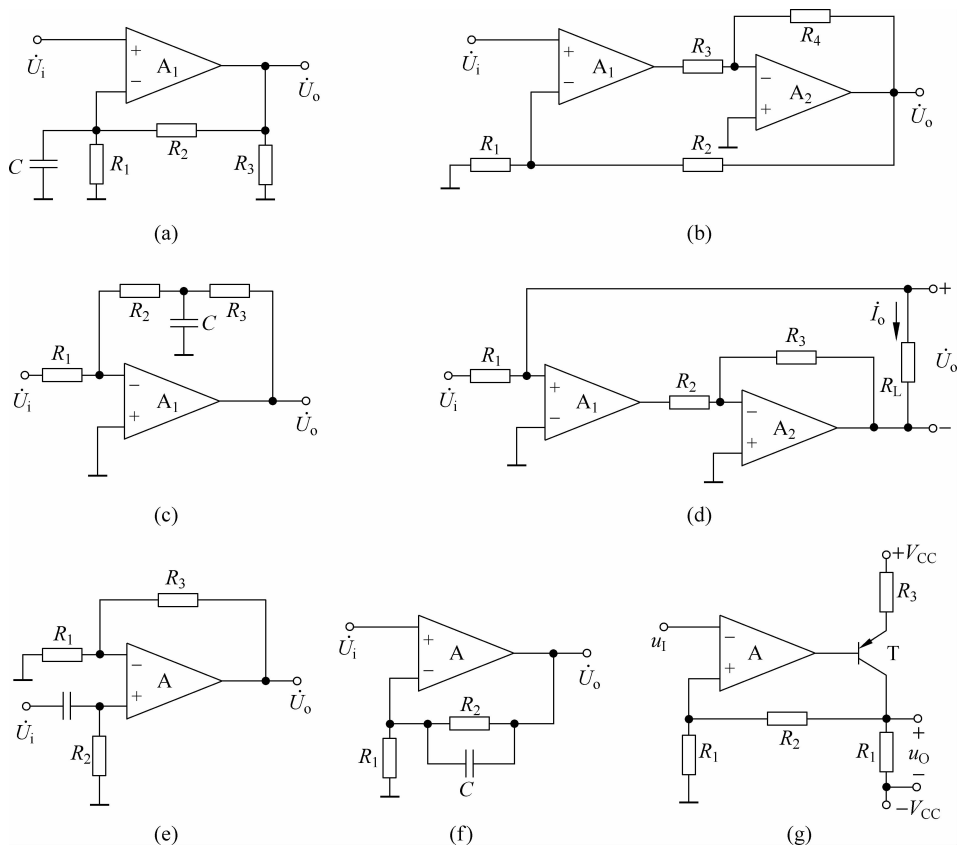 U̇i + − A1 U̇o
C R1 R2 R3
(a)
U̇i + − A1 R3 R4 − + A2 U̇o
R1 R2
(b)
R2 R3
C
R1 U̇i − + A1 U̇o
(c)
+
İo
R1 U̇i + − A1 R2 R3 − + A2 RL U̇o
−
(d)
R3
R1 − + A U̇o
U̇i R2
(e)
U̇i + − A U̇o
R1 R2
C
(f)
+VCC
R3
uI − + A T
R1 R2 R1 + uO −
−VCC
(g)